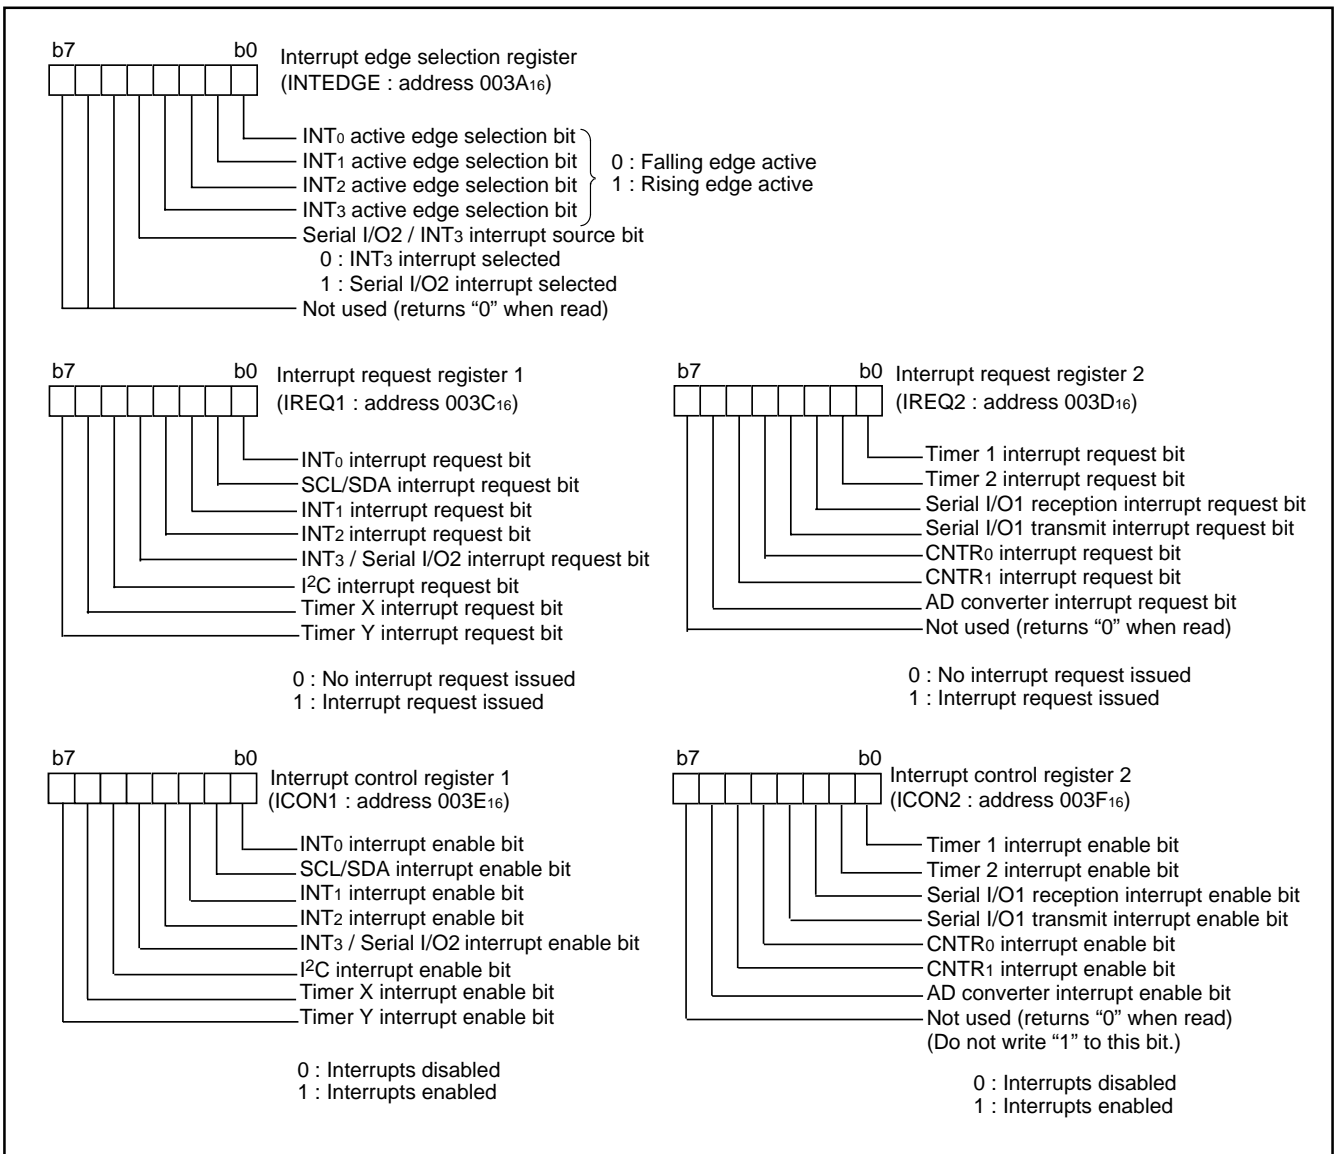 b7 b0
Interrupt edge selection register
(INTEDGE : address 003A16)
INT0 active edge selection bit
INT1 active edge selection bit
INT2 active edge selection bit
INT3 active edge selection bit
0 : Falling edge active
1 : Rising edge active
Serial I/O2 / INT3 interrupt source bit
0 : INT3 interrupt selected
1 : Serial I/O2 interrupt selected
Not used (returns “0” when read)
b7 b0
Interrupt request register 1
(IREQ1 : address 003C16)
INT0 interrupt request bit
SCL/SDA interrupt request bit
INT1 interrupt request bit
INT2 interrupt request bit
INT3 / Serial I/O2 interrupt request bit
I2C interrupt request bit
Timer X interrupt request bit
Timer Y interrupt request bit
0 : No interrupt request issued
1 : Interrupt request issued
b7 b0
Interrupt request register 2
(IREQ2 : address 003D16)
Timer 1 interrupt request bit
Timer 2 interrupt request bit
Serial I/O1 reception interrupt request bit
Serial I/O1 transmit interrupt request bit
CNTR0 interrupt request bit
CNTR1 interrupt request bit
AD converter interrupt request bit
Not used (returns “0” when read)
0 : No interrupt request issued
1 : Interrupt request issued
b7 b0
Interrupt control register 1
(ICON1 : address 003E16)
INT0 interrupt enable bit
SCL/SDA interrupt enable bit
INT1 interrupt enable bit
INT2 interrupt enable bit
INT3 / Serial I/O2 interrupt enable bit
I2C interrupt enable bit
Timer X interrupt enable bit
Timer Y interrupt enable bit
0 : Interrupts disabled
1 : Interrupts enabled
b7 b0
Interrupt control register 2
(ICON2 : address 003F16)
Timer 1 interrupt enable bit
Timer 2 interrupt enable bit
Serial I/O1 reception interrupt enable bit
Serial I/O1 transmit interrupt enable bit
CNTR0 interrupt enable bit
CNTR1 interrupt enable bit
AD converter interrupt enable bit
Not used (returns “0” when read)
(Do not write “1” to this bit.)
0 : Interrupts disabled
1 : Interrupts enabled